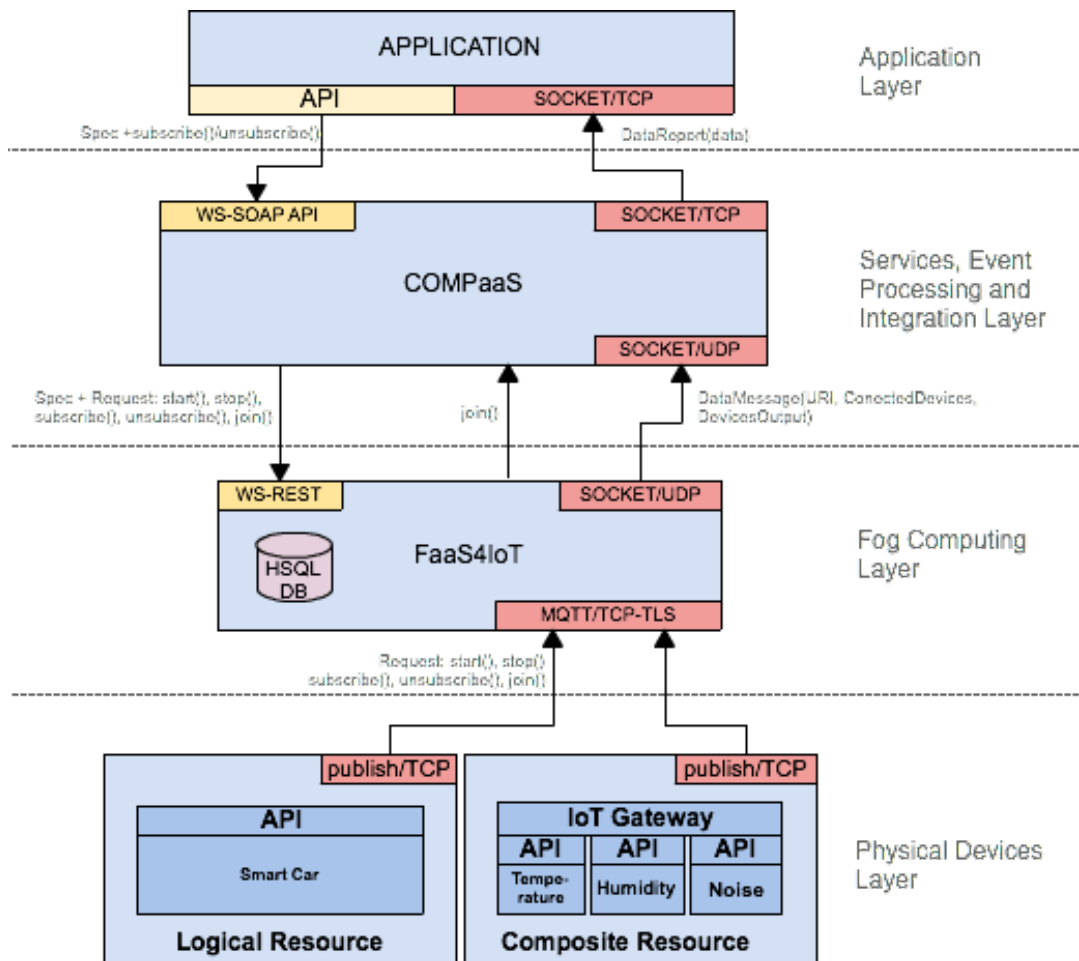 APPLICATION
API
SOCKET/TCP
Application
Layer
Spec +subscribe()/unsubscribe()
DataReport(data)
WS-SOAP API
SOCKET/TCP
COMPaaS
SOCKET/UDP
Services, Event
Processing and
Integration Layer
Spec + Request: start(), stop(),
subscribe(), unsubscribe(), join()
join()
DataMessage(URI, ConectedDevices,
DevicesOutput)
WS-REST
SOCKET/UDP
HSQL
DB
FaaS4IoT
MQTT/TCP-TLS
Fog Computing
Layer
Request: start(), stop()
subscribe(), unsubscribe(), join()
publish/TCP
API
Smart Car
Logical Resource
publish/TCP
IoT Gateway
API
API
API
Tempe-
rature
Humidity
Noise
Composite Resource
Physical Devices
Layer